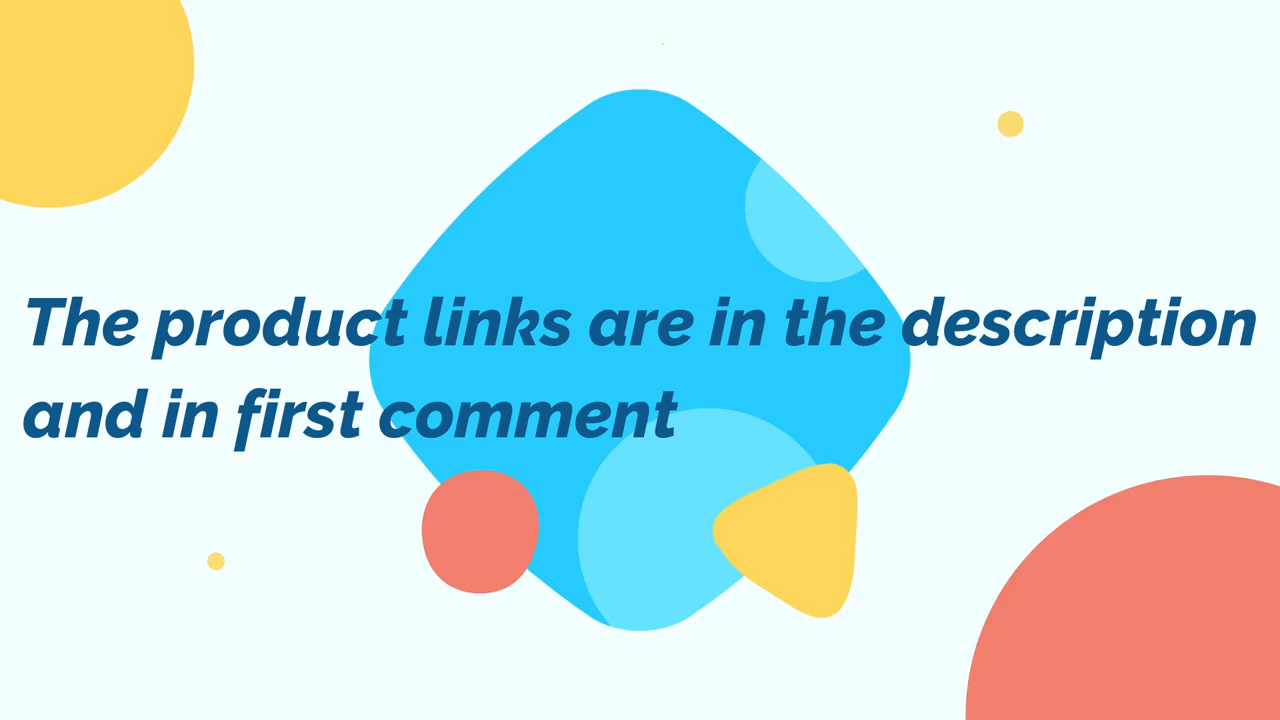 The product links are in the description
and in first comment